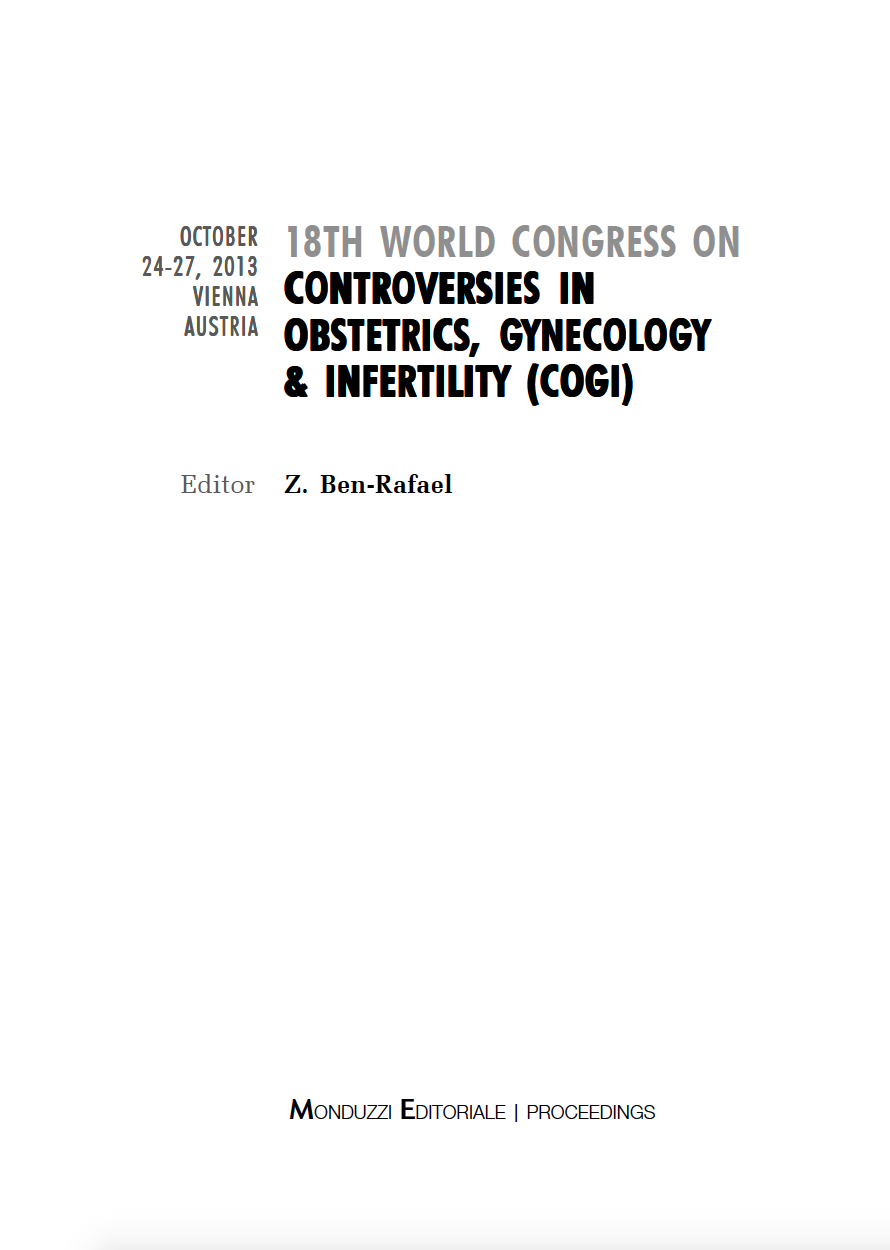 OCTOBER
24-27, 2013
VIENNA
AUSTRIA
18TH WORLD CONGRESS ON
CONTROVERSIES IN
OBSTETRICS, GYNECOLOGY
& INFERTILITY (COGI)
Editor Z. Ben-Rafael
MONDUZZI EDITORIALE | PROCEEDINGS